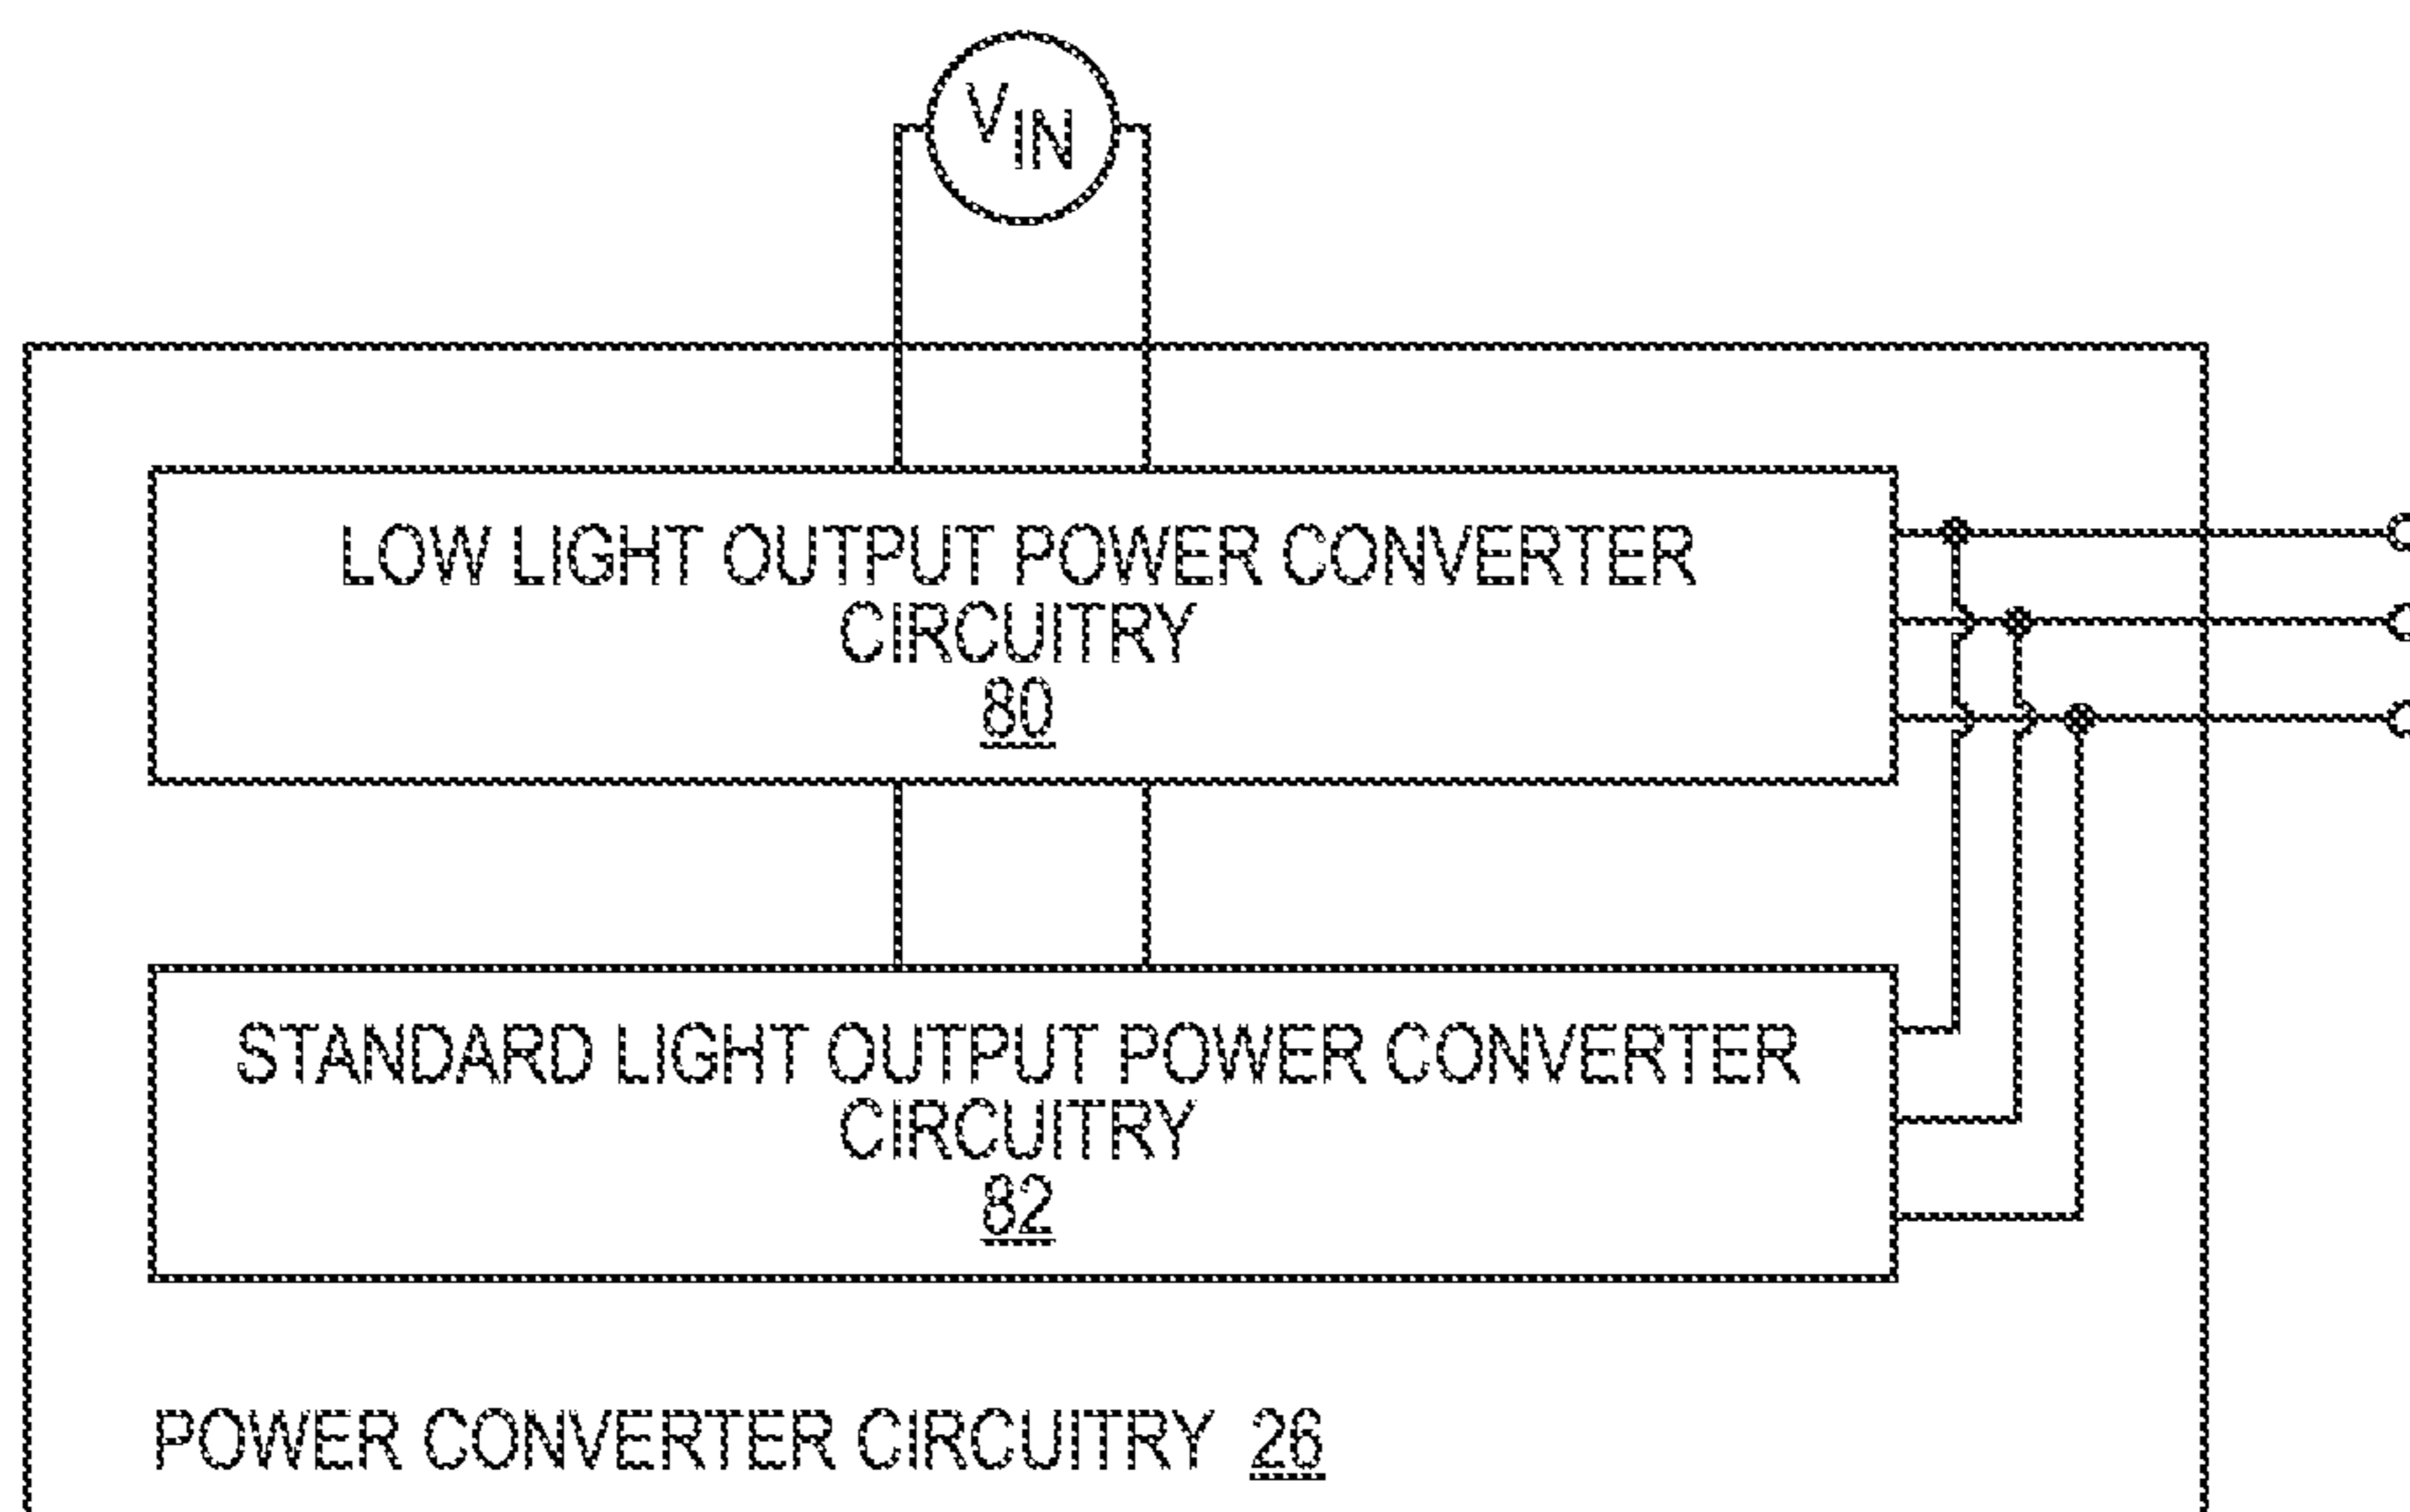 VIN
LOW LIGHT OUTPUT POWER CONVERTER
CIRCUITRY
80
STANDARD LIGHT OUTPUT POWER CONVERTER
CIRCUITRY
82
POWER CONVERTER CIRCUITRY 26